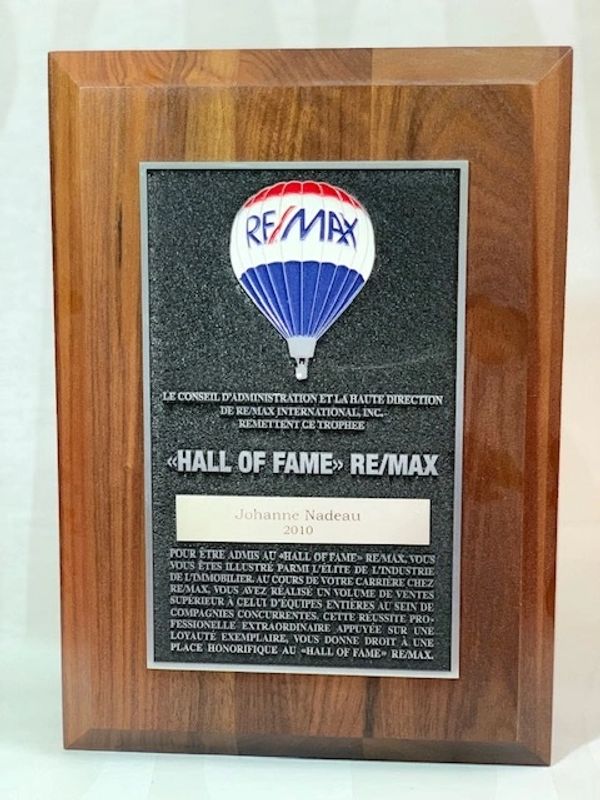 RE/MAX
LE CONSEIL D'ADMINISTRATION ET LA HAUTE DIRECTION
DE RE/MAX INTERNATIONAL, INC.
REMETTENT CE TROPHEE
«HALL OF FAME» RE/MAX
Johanne Nadeau
2010
POUR ÊTRE ADMIS AU «HALL OF FAME» RE/MAX, VOUS
VOUS ÊTES ILLUSTRÉ PARMI L'ÉLITE DE L'INDUSTRIE
DE L'IMMOBILIER. AU COURS DE VOTRE CARRIÈRE CHEZ
RE/MAX, VOUS AVEZ RÉALISÉ UN VOLUME DE VENTES
SUPÉRIEUR À CELUI D'ÉQUIPES ENTIÈRES AU SEIN DE
COMPAGNIES CONCURRENTES. CETTE RÉUSSITE PRO-
FESSIONELLE EXTRAORDINAIRE APPUYÉE SUR UNE
LOYAUTÉ EXEMPLAIRE, VOUS DONNE DROIT À UNE
PLACE HONORIFIQUE AU «HALL OF FAME» RE/MAX.